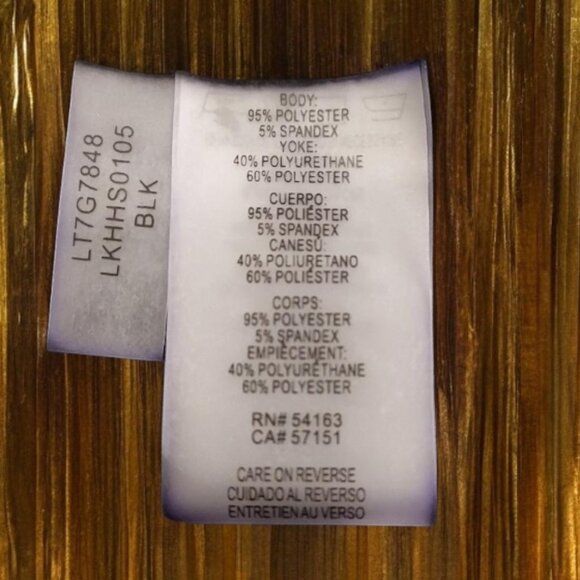 LT7G7848
LKHHS0105
BLK
BODY:
95% POLYESTER
5% SPANDEX
YOKE:
40% POLYURETHANE
60% POLYESTER
CUERPO:
95% POLIÉSTER
5% SPANDEX
CANESÚ:
40% POLIURETANO
60% POLIÉSTER
CORPS:
95% POLYESTER
5% SPANDEX
EMPIÈCEMENT:
40% POLYURÉTHANE
60% POLYESTER
RN# 54163
CA# 57151
CARE ON REVERSE
CUIDADO AL REVERSO
ENTRETIEN AU VERSO